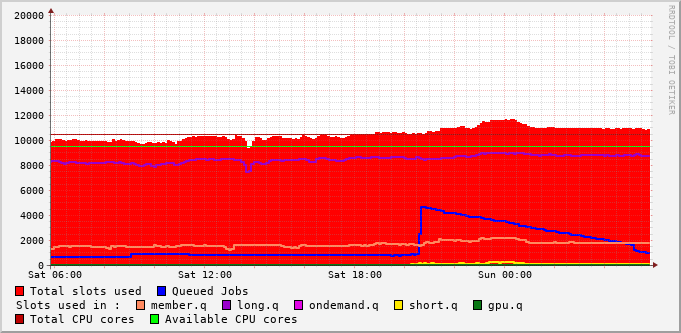 20000
18000
16000
14000
12000
10000
8000
6000
4000
2000
0
Sat 06:00 Sat 12:00 Sat 18:00 Sun 00:00
RRDTOOL / TOBI OETIKER
Total slots used Queued Jobs
Slots used in : member.q long.q ondemand.q short.q gpu.q
Total CPU cores Available CPU cores